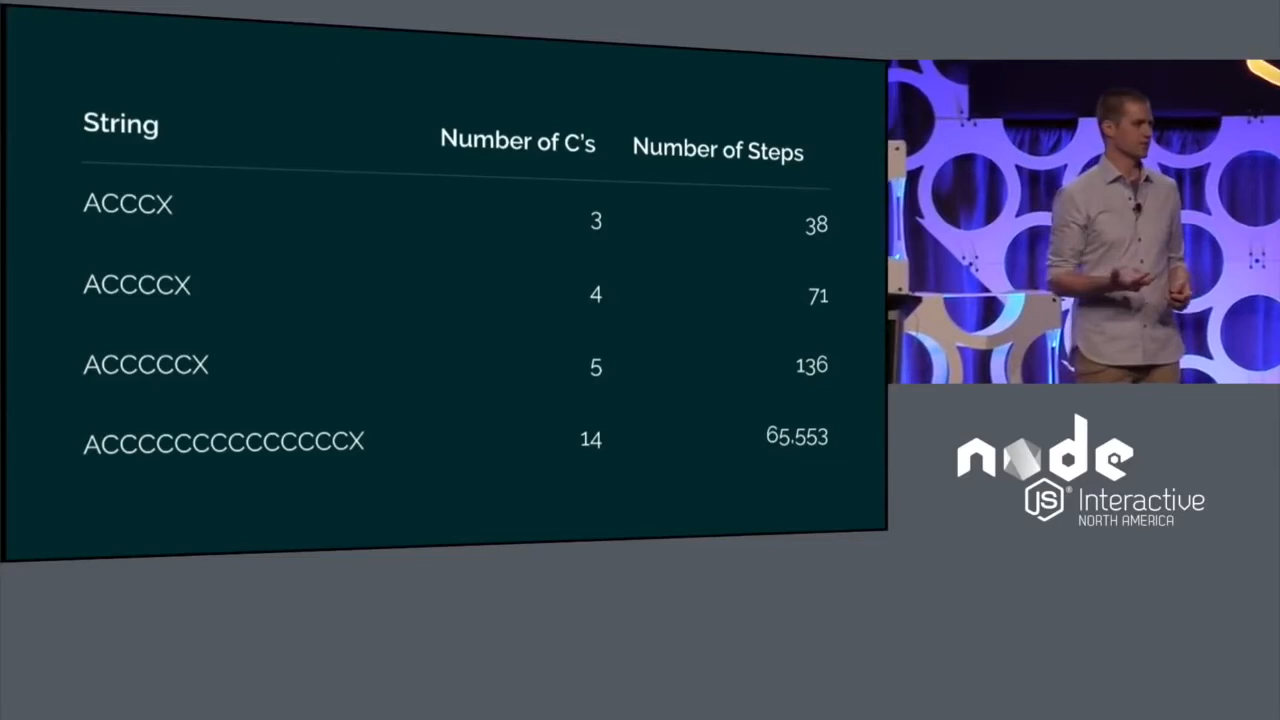 String Number of C's Number of Steps
ACCCX 3 38
ACCCCX 4 71
ACCCCCX 5 136
ACCCCCCCCCCCCCCX 14 65,553
node
JS® Interactive
NORTH AMERICA